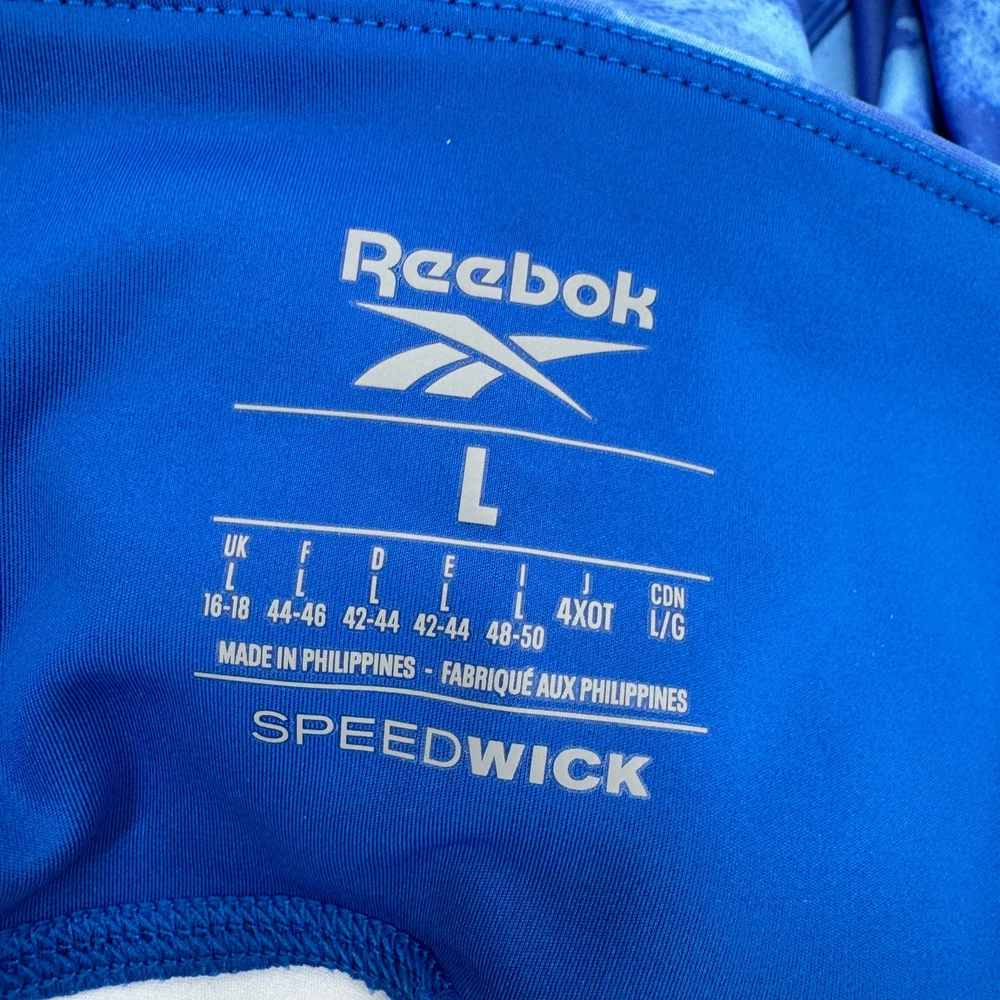 Reebok
L
UK F D E I J CDN
L L L L L 4XOT L/G
16-18 44-46 42-44 42-44 48-50
MADE IN PHILIPPINES - FABRIQUÉ AUX PHILIPPINES
SPEEDWICK